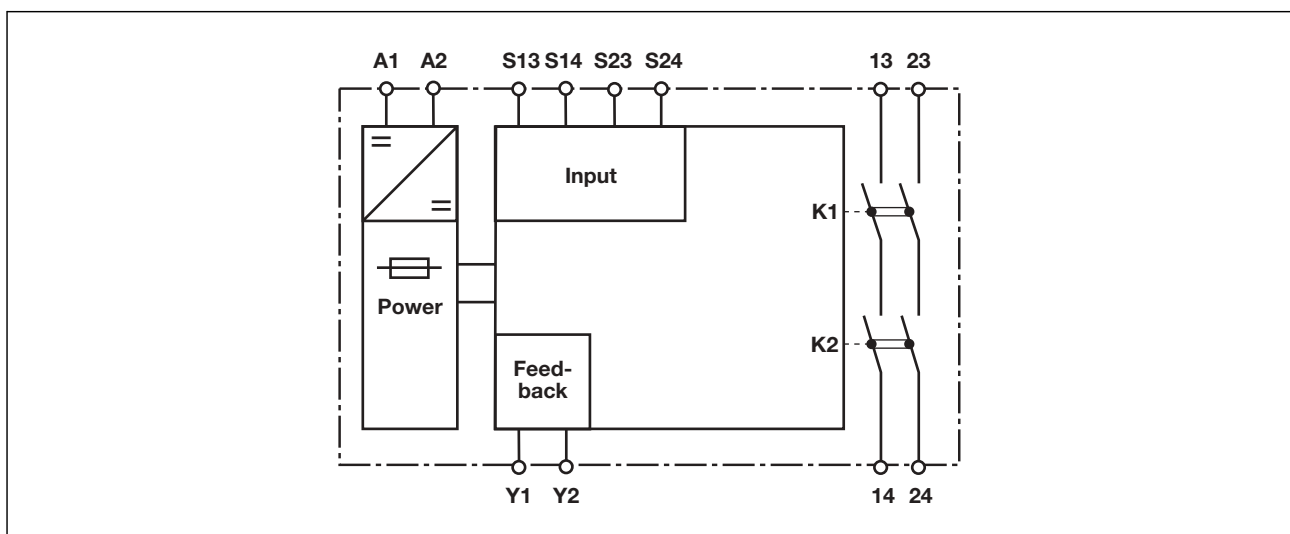 A1 A2 S13 S14 S23 S24 13 23
Input
K1
Power
K2
Feed-
back
Y1 Y2 14 24